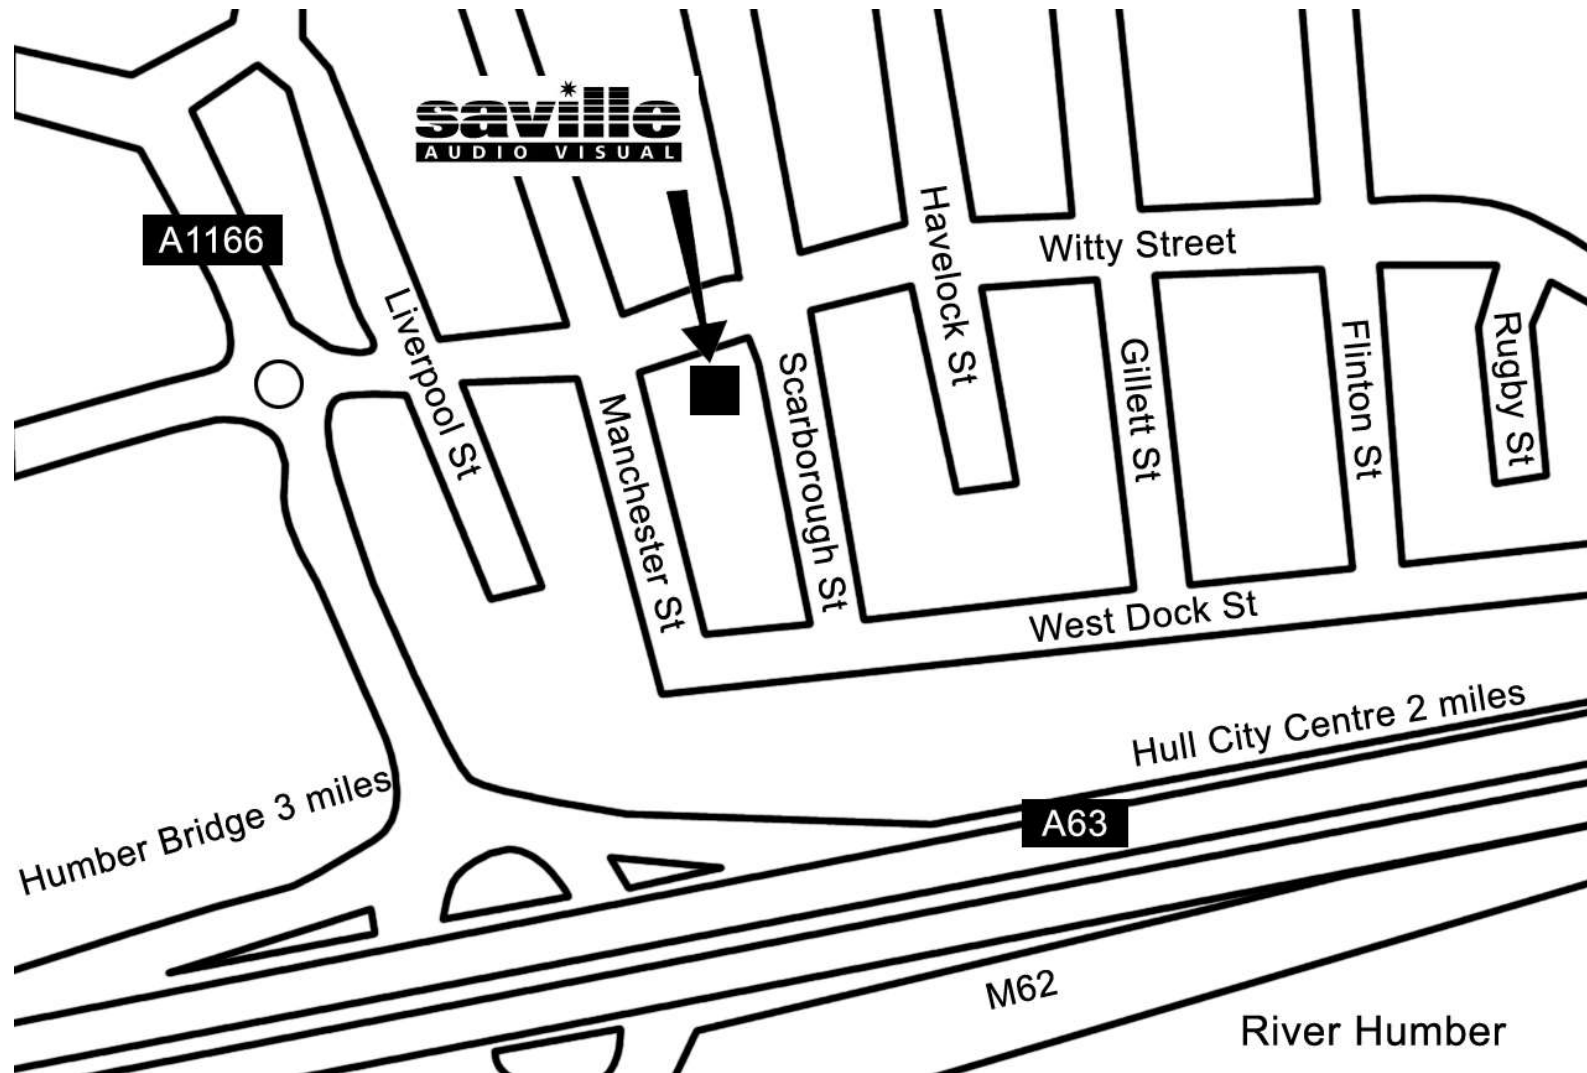 saville
AUDIO VISUAL
A1166
Liverpool St
Manchester St
Scarborough St
Havelock St
Witty Street
Gillett St
Flinton St
Rugby St
West Dock St
Hull City Centre 2 miles
Humber Bridge 3 miles
A63
M62
River Humber